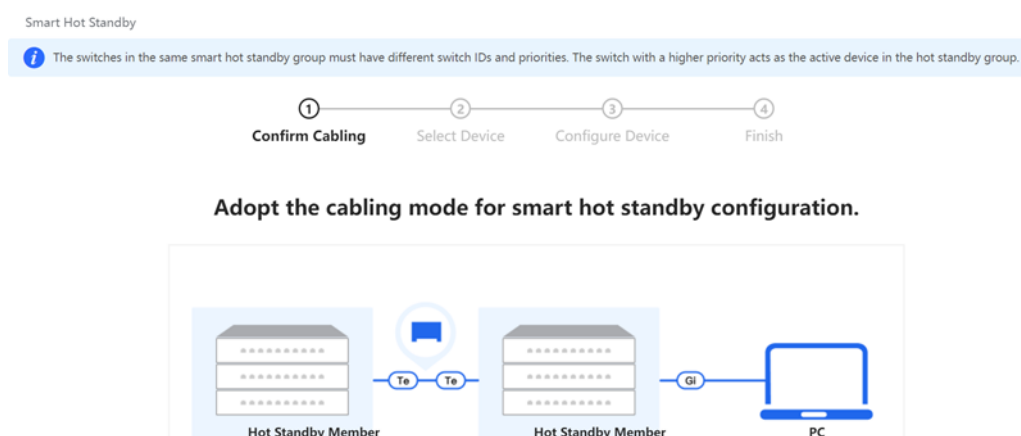 Smart Hot Standby
i The switches in the same smart hot standby group must have different switch IDs and priorities. The switch with a higher priority acts as the active device in the hot standby group.
1 2 3 4
Confirm Cabling Select Device Configure Device Finish
Adopt the cabling mode for smart hot standby configuration.
Te Te Gi
Hot Standby Member Hot Standby Member PC